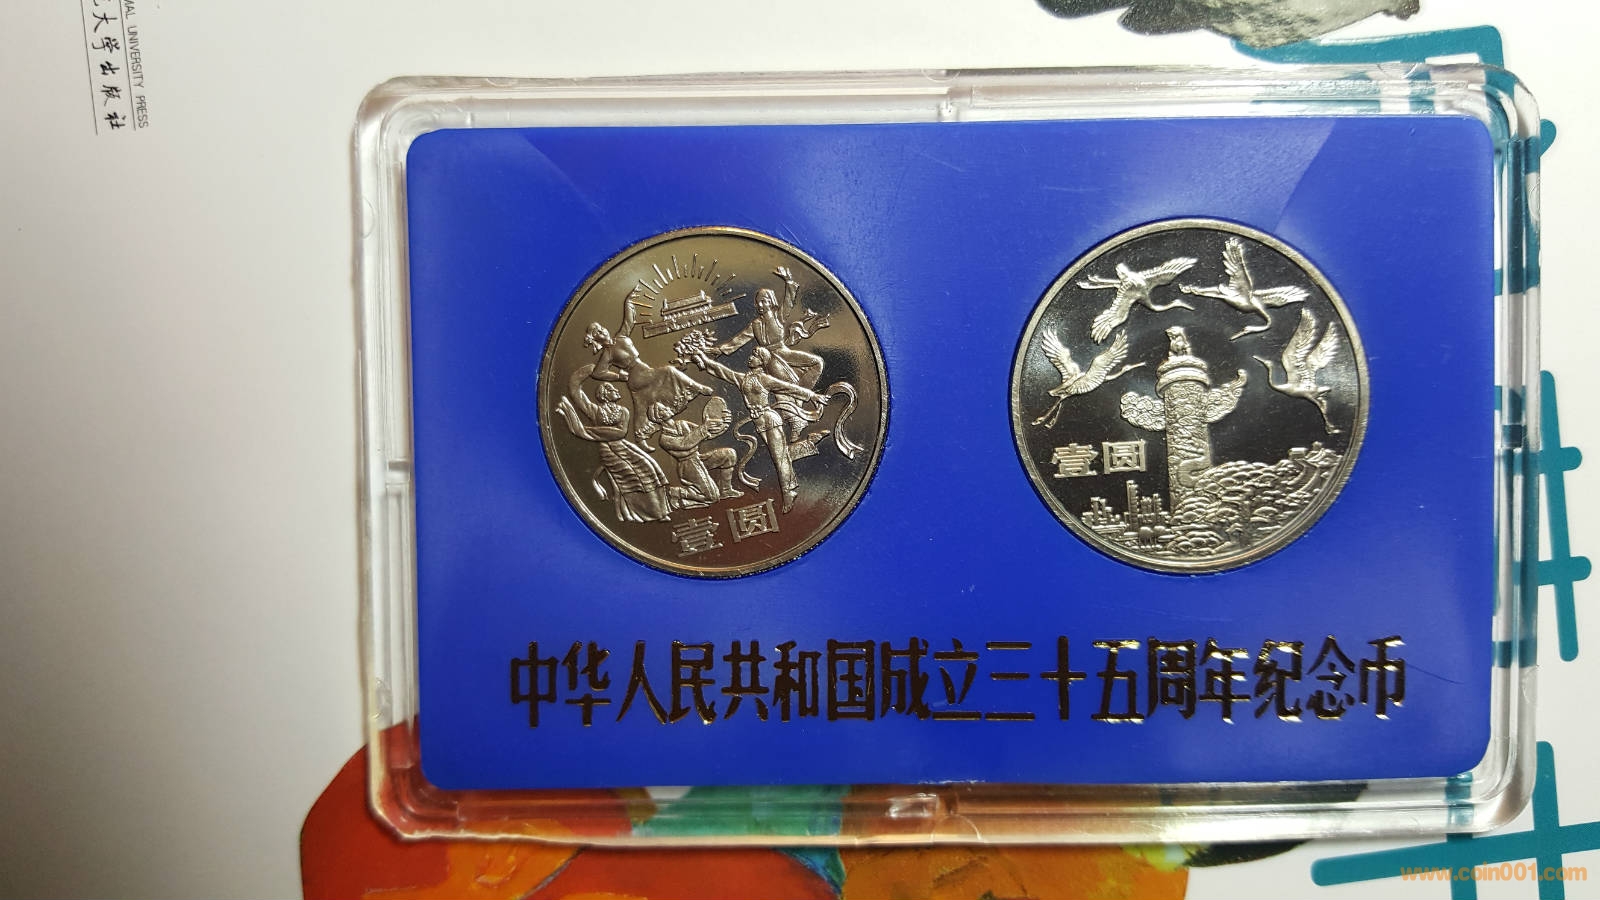 MAL UNIVERSITY PRESS
大学出版社
壹圆
壹圆
中华人民共和国成立三十五周年纪念币
www.coin001.com